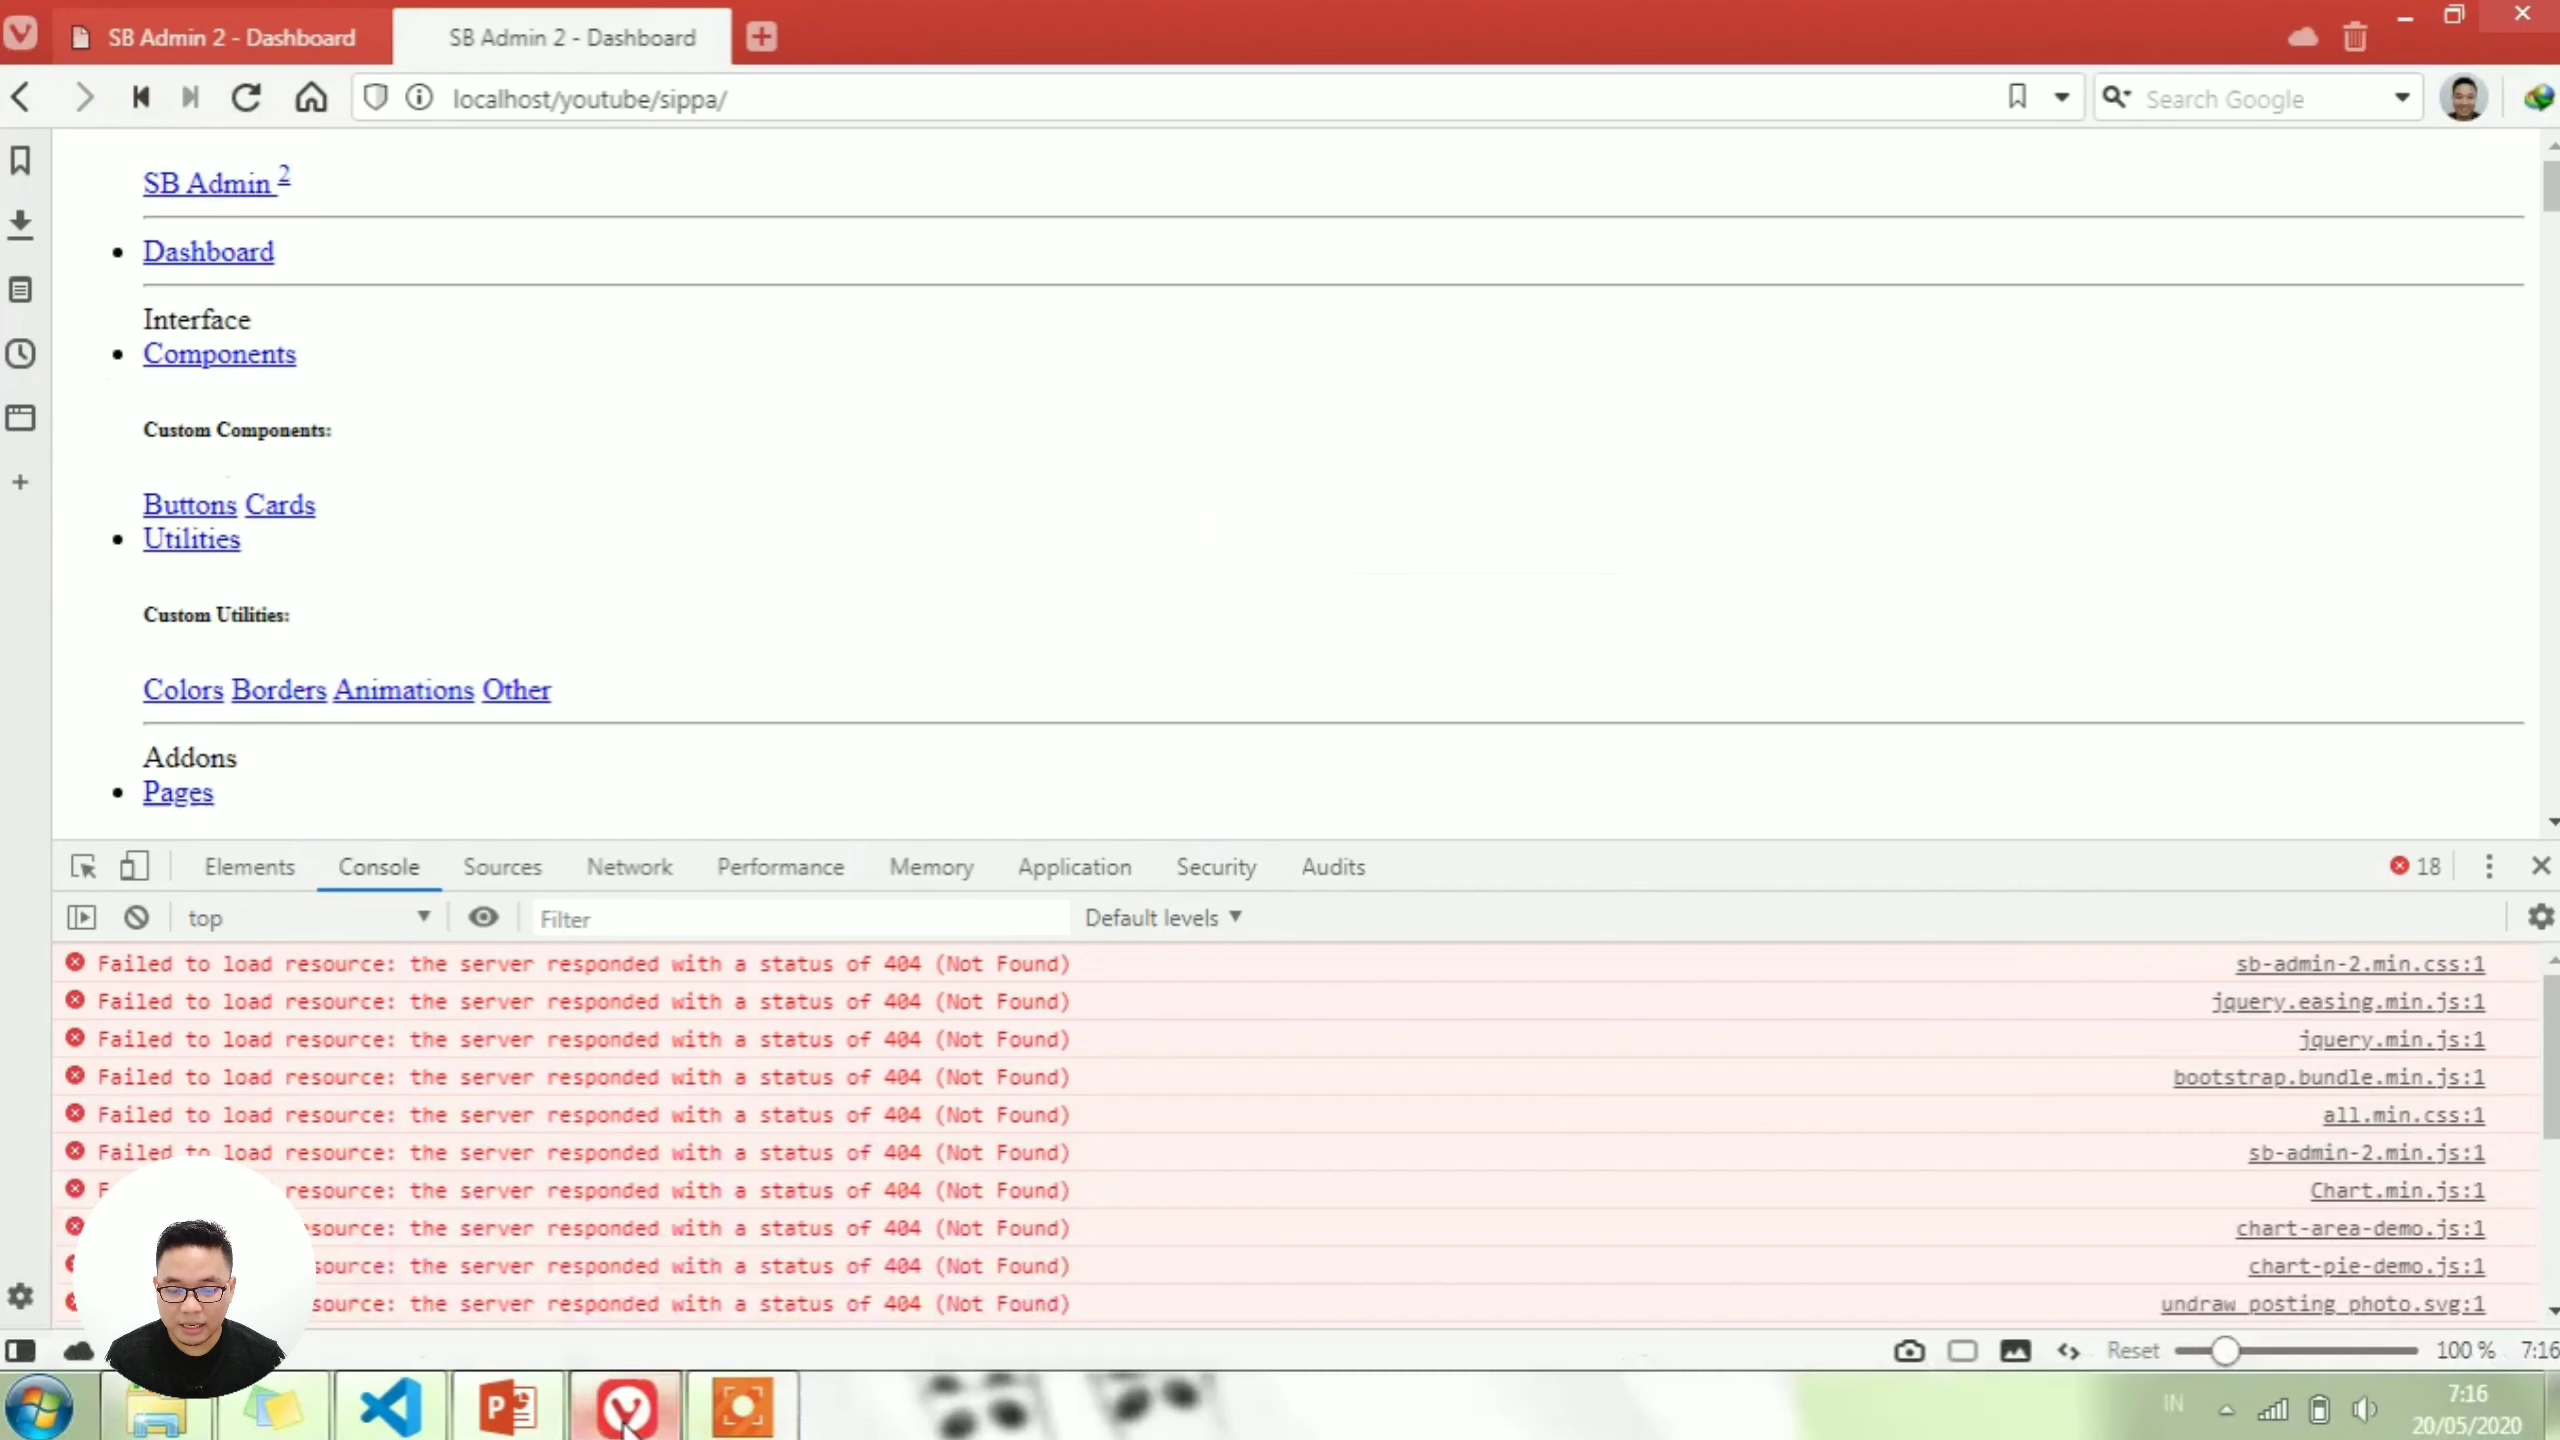 SB Admin 2 - Dashboard
SB Admin 2 - Dashboard
localhost/youtube/sippa/
Search Google
SB Admin 2
Dashboard
Interface
Components
Custom Components:
Buttons Cards
Utilities
Custom Utilities:
Colors Borders Animations Other
Addons
Pages
Elements Console Sources Network Performance Memory Application Security Audits 18
top Filter Default levels
Failed to load resource: the server responded with a status of 404 (Not Found) sb-admin-2.min.css:1
Failed to load resource: the server responded with a status of 404 (Not Found) jquery.easing.min.js:1
Failed to load resource: the server responded with a status of 404 (Not Found) jquery.min.js:1
Failed to load resource: the server responded with a status of 404 (Not Found) bootstrap.bundle.min.js:1
Failed to load resource: the server responded with a status of 404 (Not Found) all.min.css:1
Failed to load resource: the server responded with a status of 404 (Not Found) sb-admin-2.min.js:1
resource: the server responded with a status of 404 (Not Found) Chart.min.js:1
source: the server responded with a status of 404 (Not Found) chart-area-demo.js:1
source: the server responded with a status of 404 (Not Found) chart-pie-demo.js:1
source: the server responded with a status of 404 (Not Found) undraw_posting_photo.svg:1
Reset 100 % 7:16
IN
7:16
20/05/2020